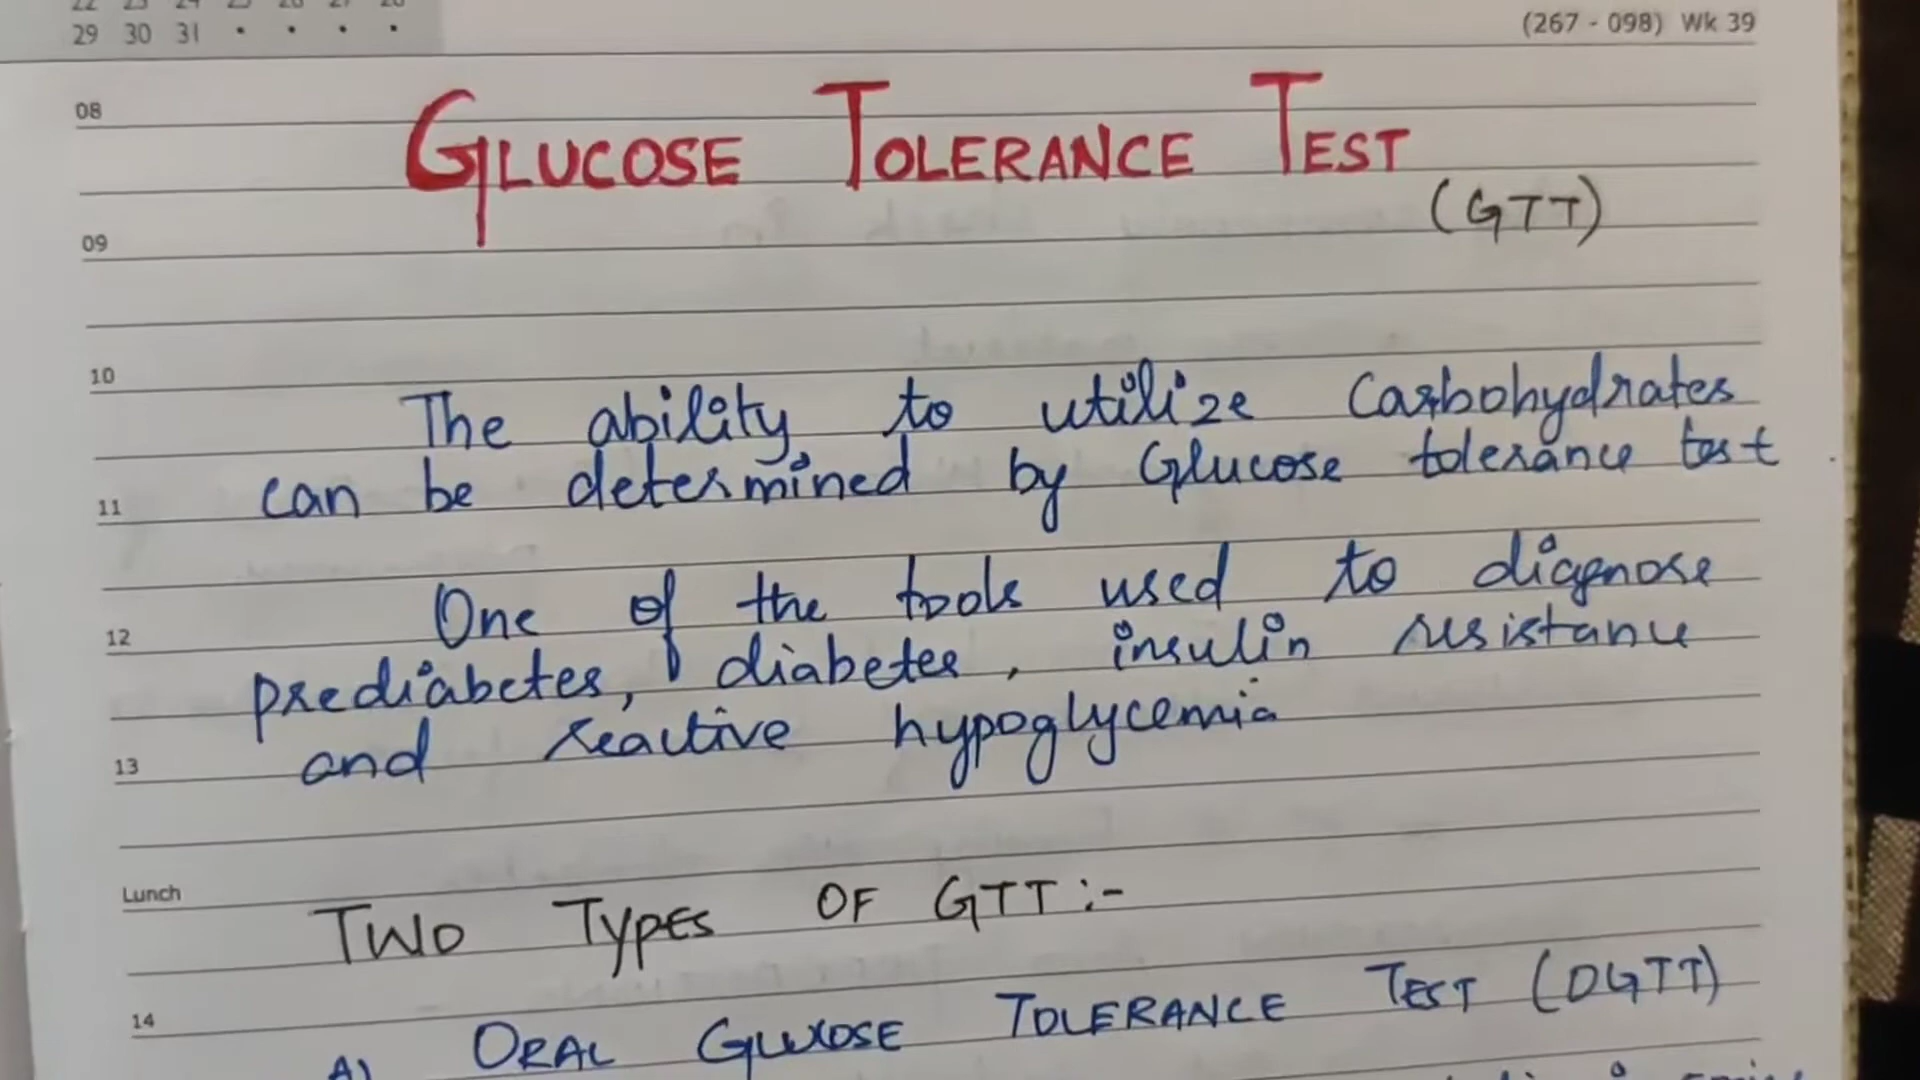 29 30 31 • • • •
(267 - 098) Wk 39
08
GLUCOSE TOLERANCE TEST
(GTT)
09
10
The ability to utilize Carbohydrates
can be determined by Glucose tolerance test
11
One of the tools used to diagnose
12
prediabetes, diabetes, insulin resistance
and reactive hypoglycemia
13
Lunch
TWO TYPES OF GTT :-
14
A) ORAL GLUCOSE TOLERANCE TEST (OGTT)